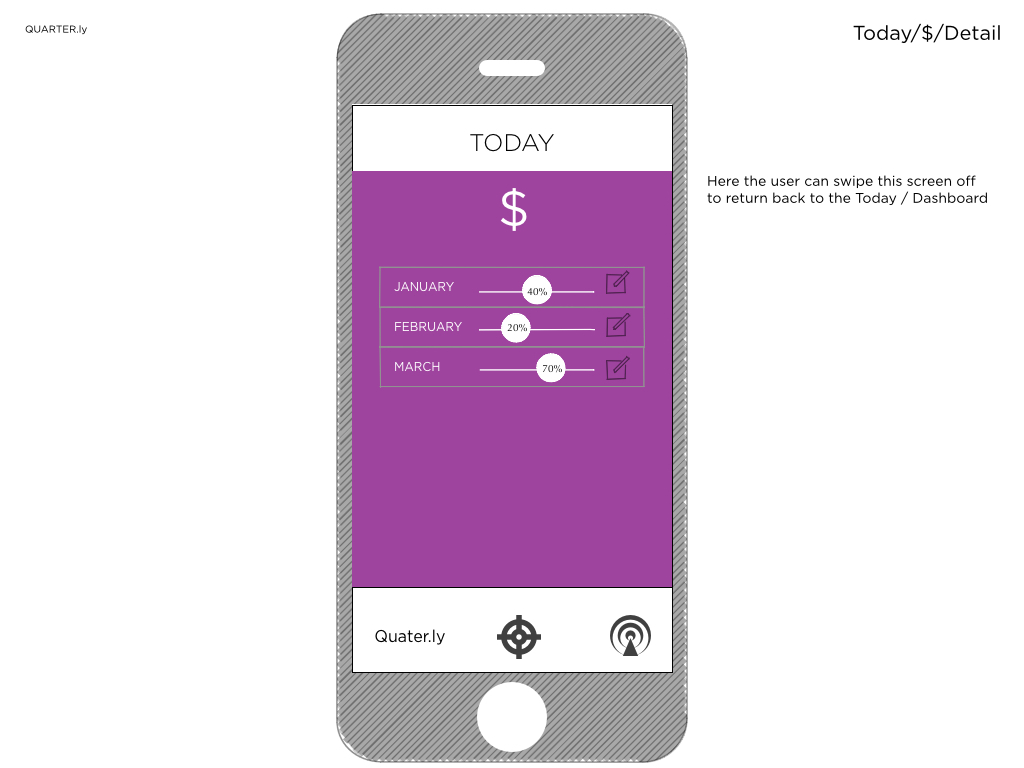 QUARTER.ly
Today/$/Detail
TODAY
Here the user can swipe this screen off
to return back to the Today / Dashboard
$
JANUARY 40%
FEBRUARY 20%
MARCH 70%
Quater.ly